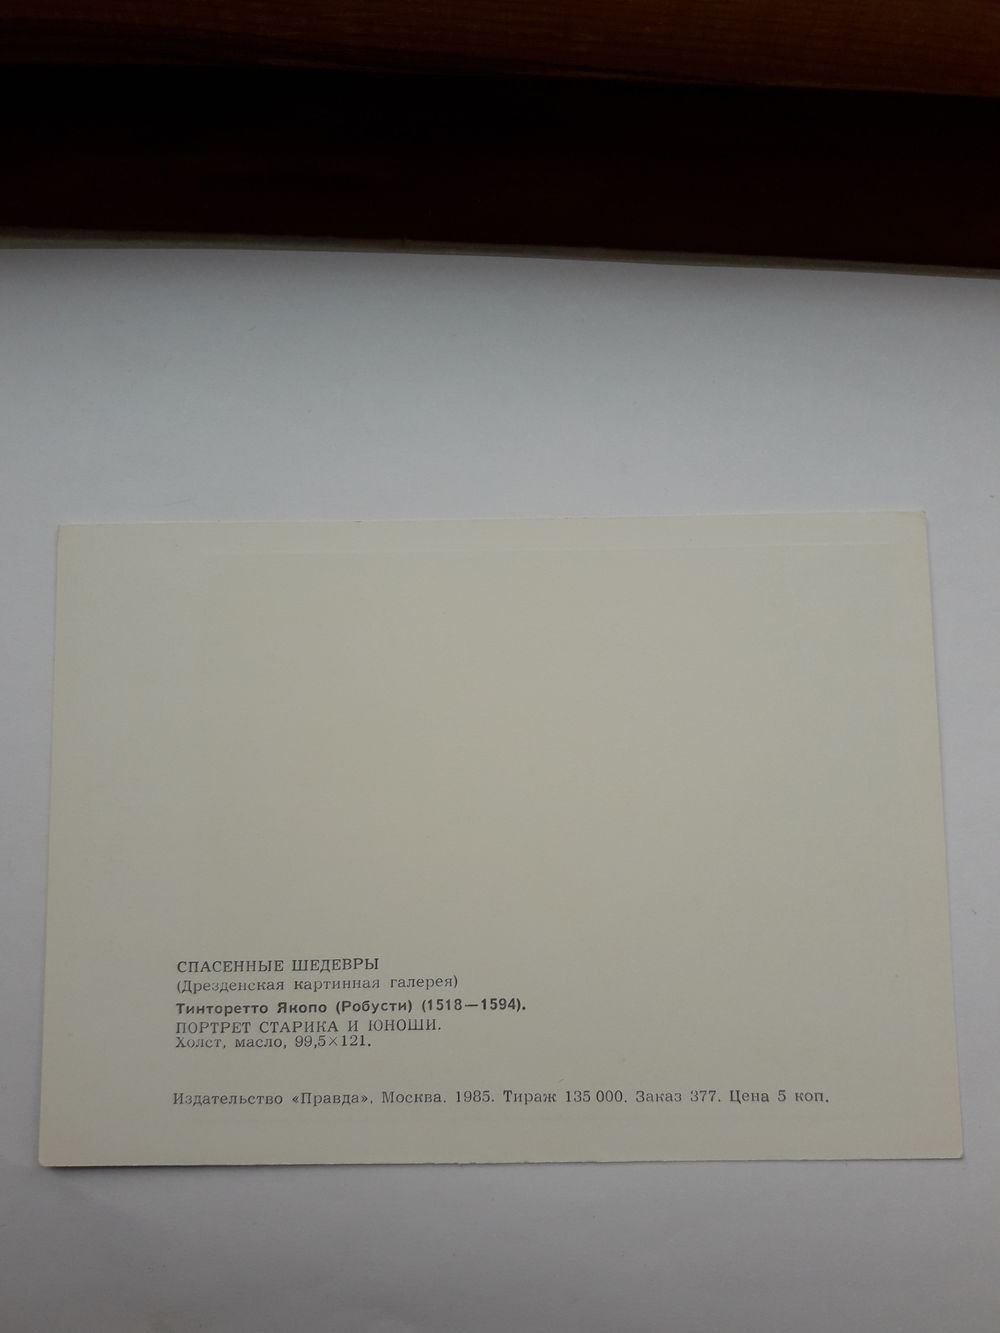 СПАСЕННЫЕ ШЕДЕВРЫ
(Дрезденская картинная галерея)
Тинторетто Якопо (Робусти) (1518—1594).
ПОРТРЕТ СТАРИКА И ЮНОШИ.
Холст, масло, 99,5×121.
Издательство «Правда». Москва. 1985. Тираж 135 000. Заказ 377. Цена 5 коп.